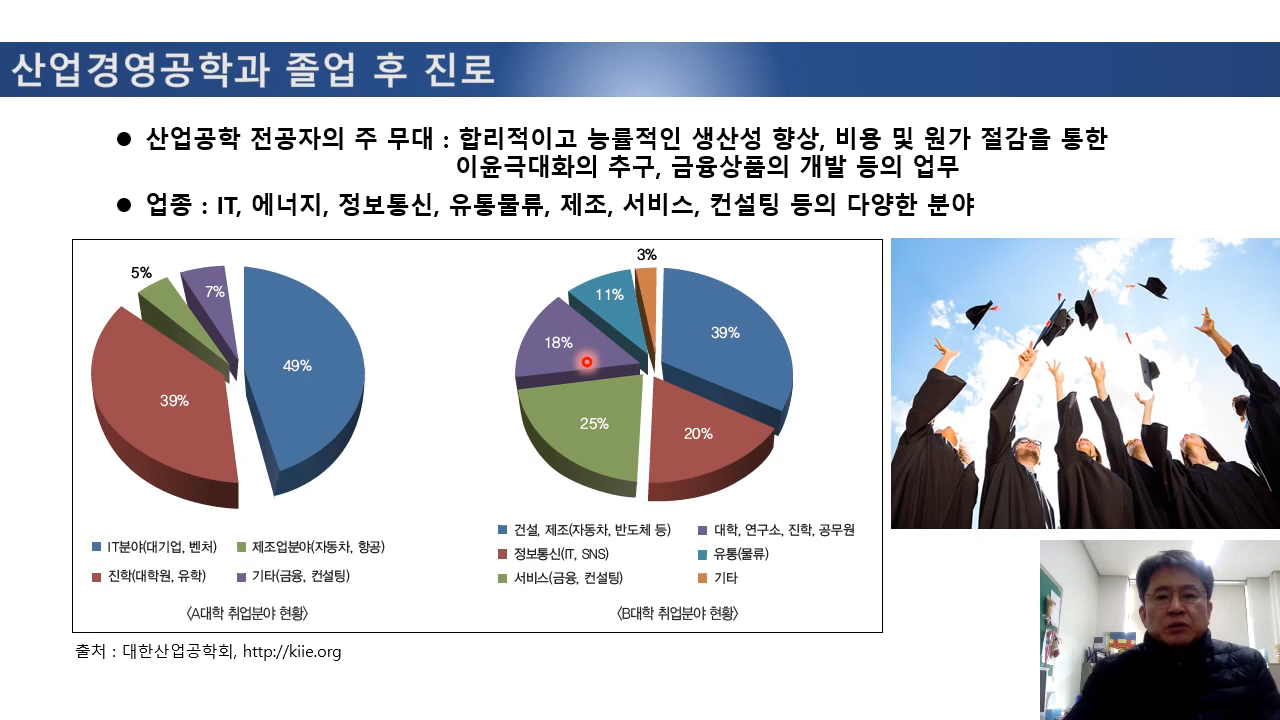 산업경영공학과 졸업 후 진로
● 산업공학 전공자의 주 무대 : 합리적이고 능률적인 생산성 향상, 비용 및 원가 절감을 통한
이윤극대화의 추구, 금융상품의 개발 등의 업무
● 업종 : IT, 에너지, 정보통신, 유통물류, 제조, 서비스, 컨설팅 등의 다양한 분야
5%
7%
49%
39%
IT분야(대기업, 벤처)
제조업분야(자동차, 항공)
진학(대학원, 유학)
기타(금융, 컨설팅)
〈A대학 취업분야 현황〉
3%
11%
39%
18%
25%
20%
건설, 제조(자동차, 반도체 등)
대학, 연구소, 진학, 공무원
정보통신(IT, SNS)
유통(물류)
서비스(금융, 컨설팅)
기타
〈B대학 취업분야 현황〉
출처 : 대한산업공학회, http://kiie.org